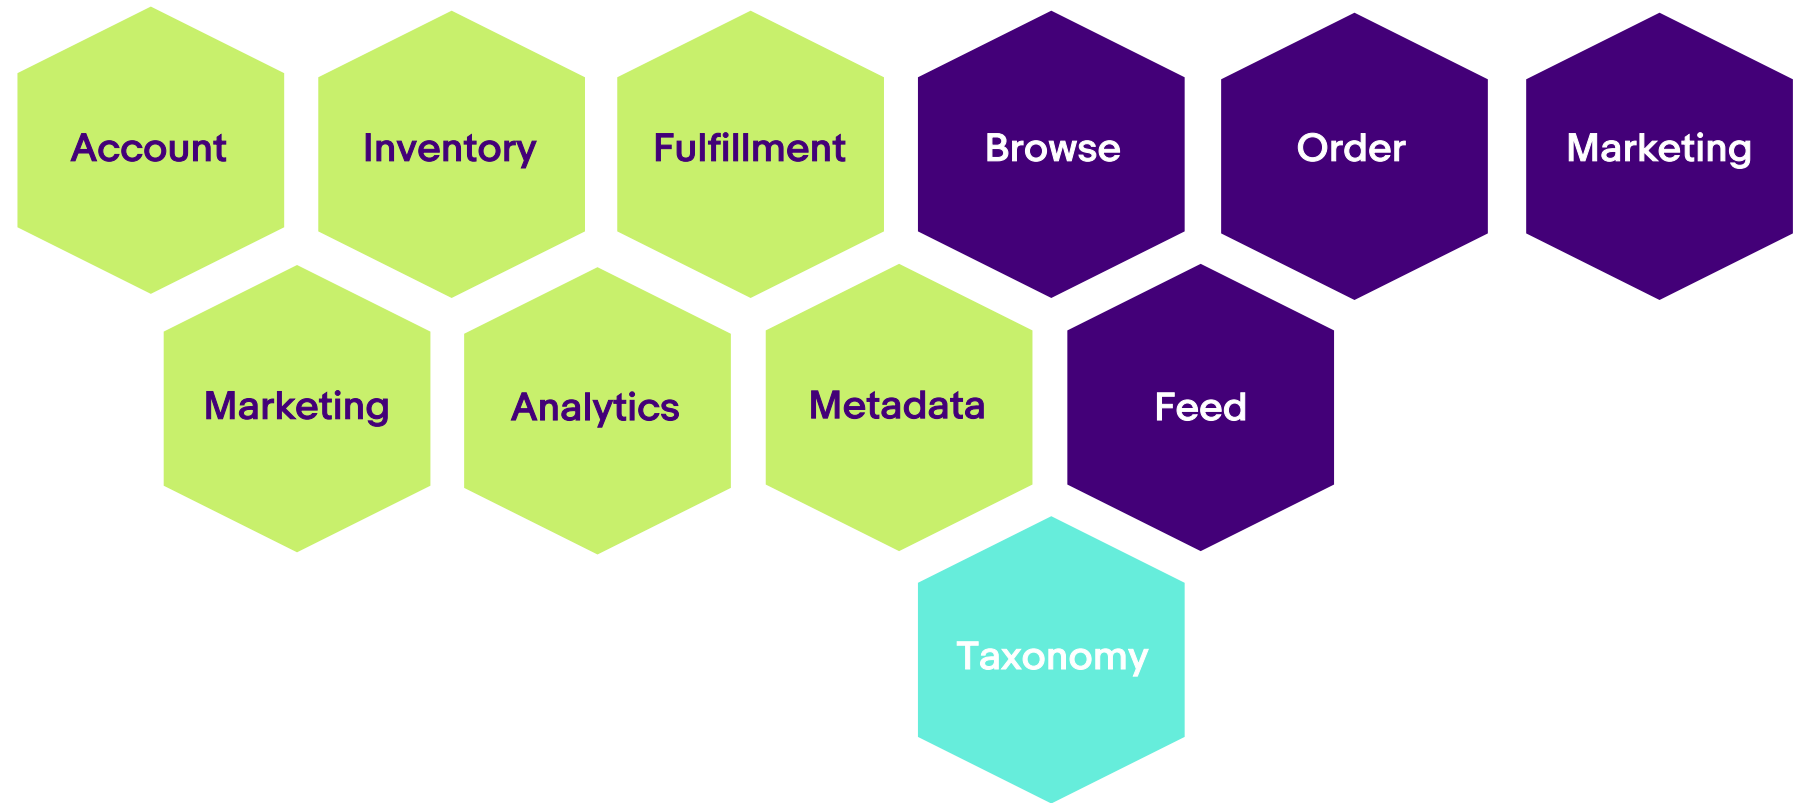 Account
Inventory
Fulfillment
Browse
Order
Marketing
Marketing
Analytics
Metadata
Feed
Taxonomy